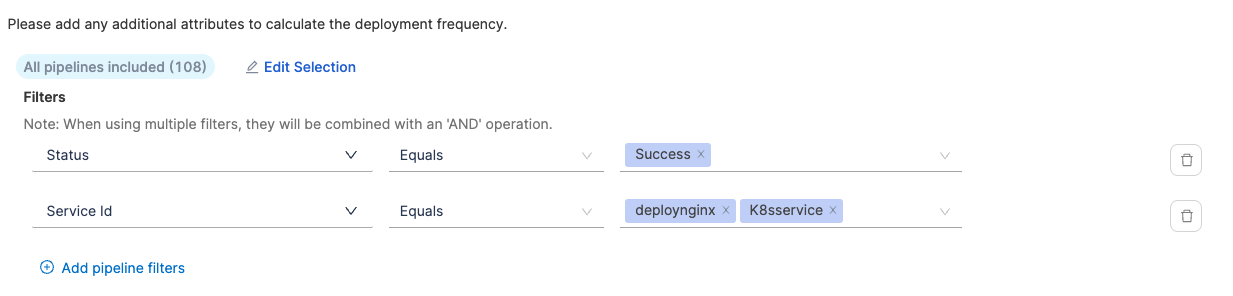 Please add any additional attributes to calculate the deployment frequency.
All pipelines included (108) Edit Selection
Filters
Note: When using multiple filters, they will be combined with an 'AND' operation.
Status Equals Success ×
Service Id Equals deploynginx × K8sservice ×
Add pipeline filters